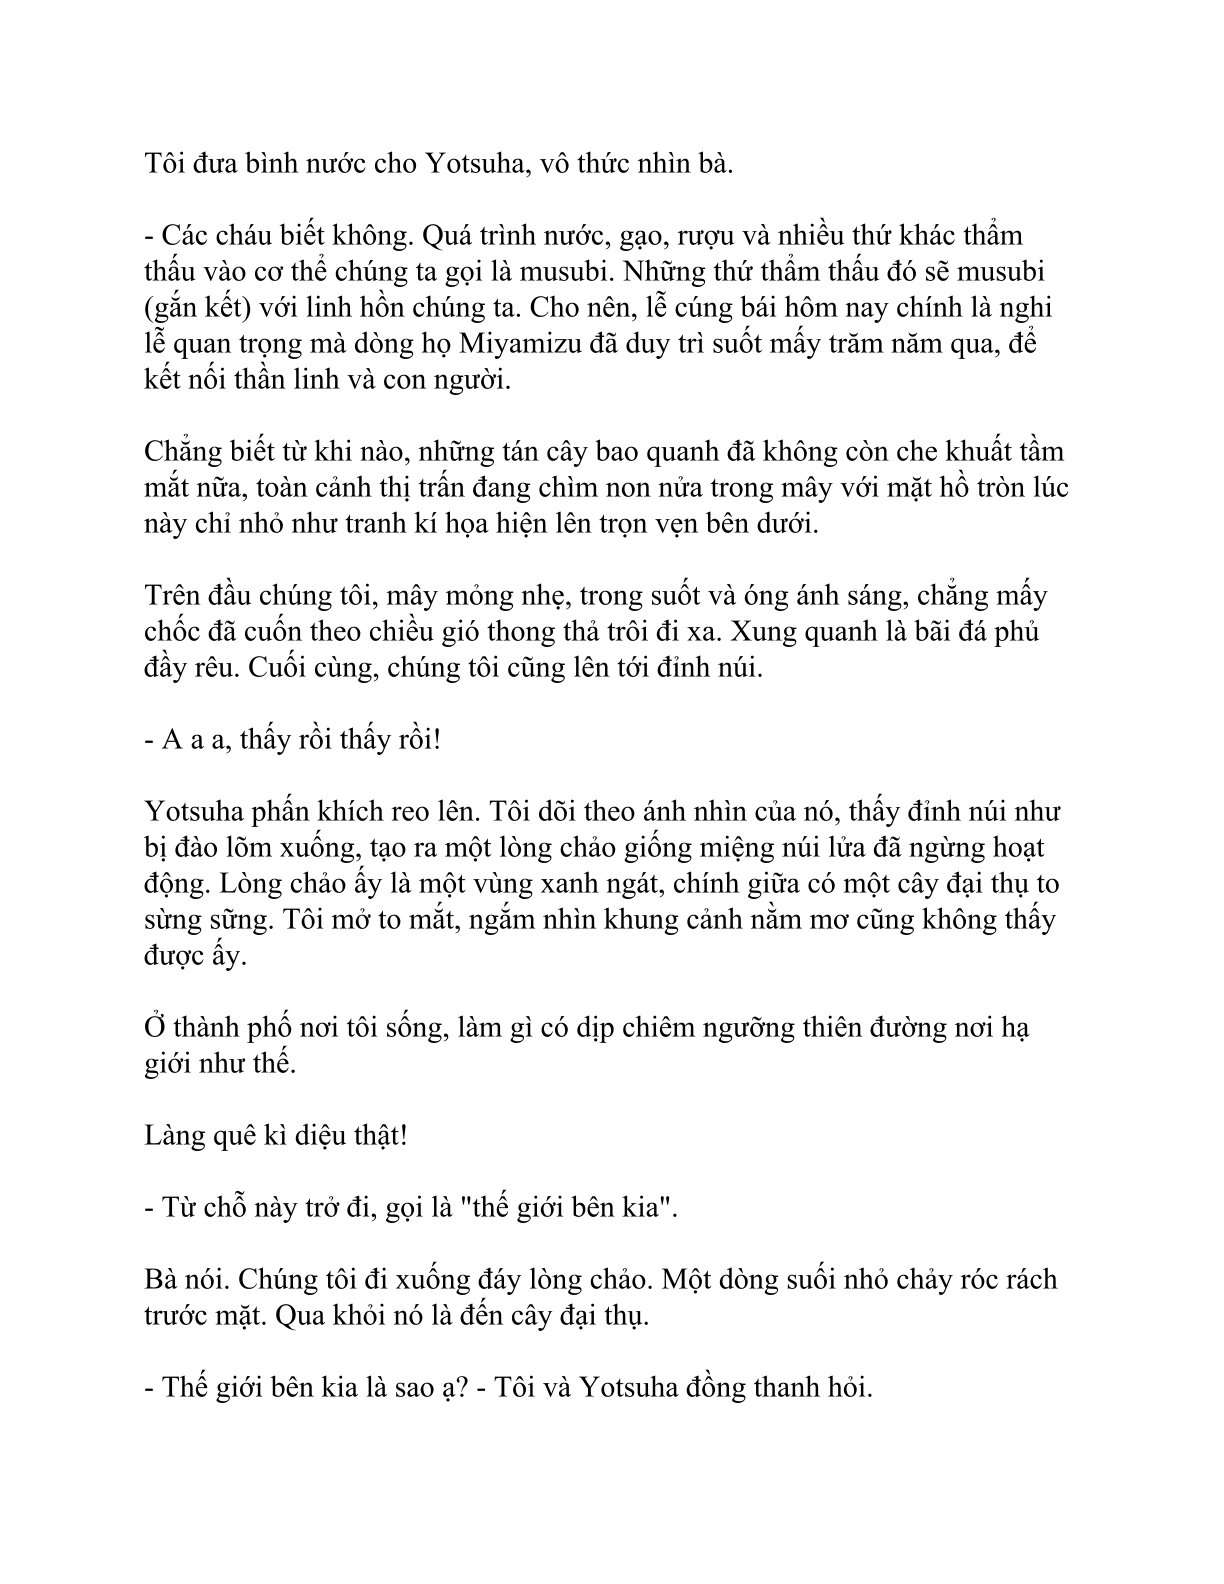 Tôi đưa bình nước cho Yotsuha, vô thức nhìn bà.
- Các cháu biết không. Quá trình nước, gạo, rượu và nhiều thứ khác thẩm
thấu vào cơ thể chúng ta gọi là musubi. Những thứ thẩm thấu đó sẽ musubi
(gắn kết) với linh hồn chúng ta. Cho nên, lễ cúng bái hôm nay chính là nghi
lễ quan trọng mà dòng họ Miyamizu đã duy trì suốt mấy trăm năm qua, để
kết nối thần linh và con người.
Chẳng biết từ khi nào, những tán cây bao quanh đã không còn che khuất tầm
mắt nữa, toàn cảnh thị trấn đang chìm non nửa trong mây với mặt hồ tròn lúc
này chỉ nhỏ như tranh kí họa hiện lên trọn vẹn bên dưới.
Trên đầu chúng tôi, mây mỏng nhẹ, trong suốt và óng ánh sáng, chẳng mấy
chốc đã cuốn theo chiều gió thong thả trôi đi xa. Xung quanh là bãi đá phủ
đầy rêu. Cuối cùng, chúng tôi cũng lên tới đỉnh núi.
- A a a, thấy rồi thấy rồi!
Yotsuha phấn khích reo lên. Tôi dõi theo ánh nhìn của nó, thấy đỉnh núi như
bị đào lõm xuống, tạo ra một lòng chảo giống miệng núi lửa đã ngừng hoạt
động. Lòng chảo ấy là một vùng xanh ngát, chính giữa có một cây đại thụ to
sừng sững. Tôi mở to mắt, ngắm nhìn khung cảnh nằm mơ cũng không thấy
được ấy.
Ở thành phố nơi tôi sống, làm gì có dịp chiêm ngưỡng thiên đường nơi hạ
giới như thế.
Làng quê kì diệu thật!
- Từ chỗ này trở đi, gọi là "thế giới bên kia".
Bà nói. Chúng tôi đi xuống đáy lòng chảo. Một dòng suối nhỏ chảy róc rách
trước mặt. Qua khỏi nó là đến cây đại thụ.
- Thế giới bên kia là sao ạ? - Tôi và Yotsuha đồng thanh hỏi.